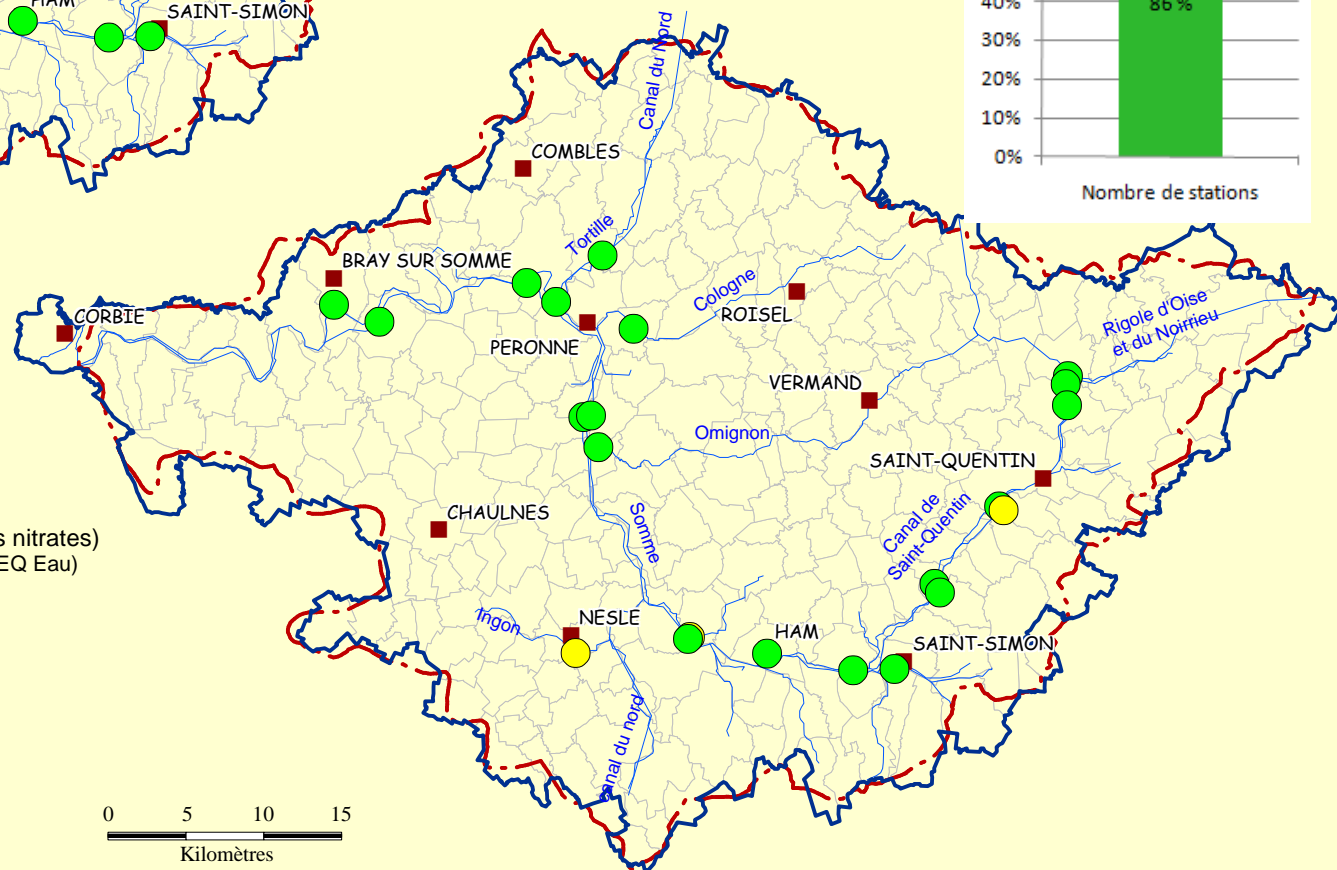 HAM
SAINT-SIMON
40%
86 %
30%
20%
10%
0%
Nombre de stations
Canal du Nord
COMBLES
Tortille
BRAY SUR SOMME
Cologne
ROISEL
CORBIE
PERONNE
Rigole d'Oise
et du Noirrieu
VERMAND
Omignon
SAINT-QUENTIN
CHAULNES
Somme
Canal de
Saint-Quentin
s nitrates)
EQ Eau)
Ingon
NESLE
HAM
SAINT-SIMON
Canal du nord
0 5 10 15
Kilomètres